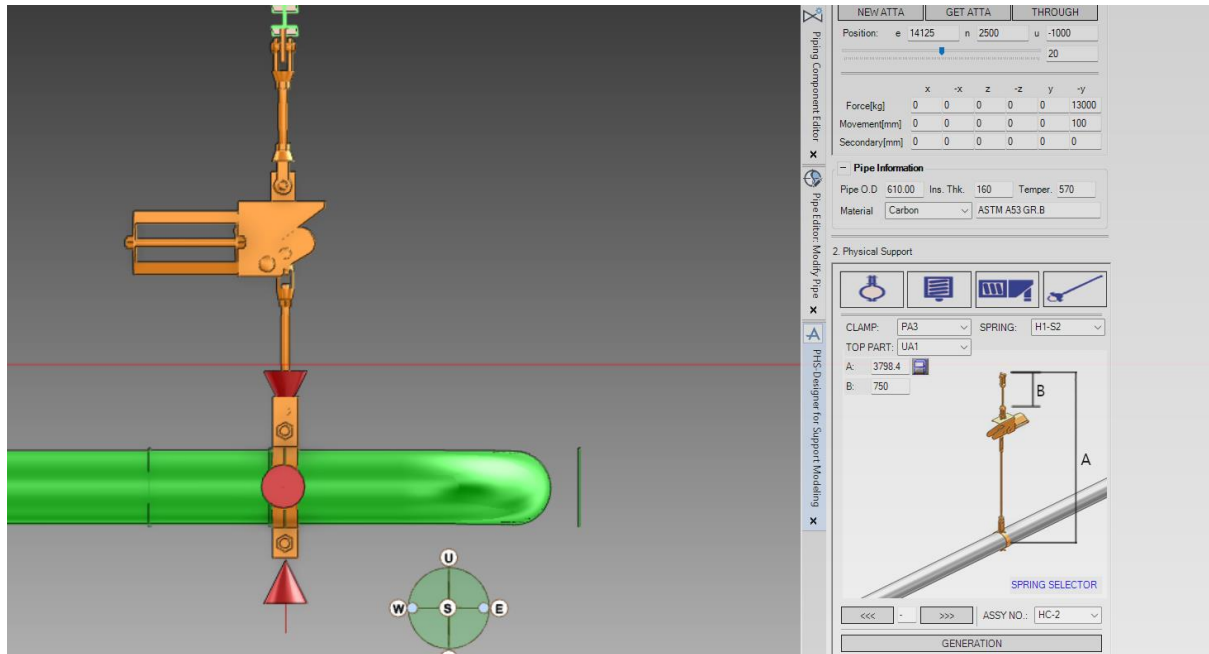 NEW ATTA GET ATTA THROUGH
Position: e 14125 n 2500 u -1000
20
x -x z -z y -y
Force[kg] 0 0 0 0 0 13000
Movement[mm] 0 0 0 0 0 100
Secondary[mm] 0 0 0 0 0 0
Pipe Information
Pipe O.D 610.00 Ins. Thk. 160 Temper. 570
Material Carbon ASTM A53 GR.B
2. Physical Support
CLAMP: PA3 SPRING: H1-S2
TOP PART: UA1
A: 3798.4
B: 750
B
A
SPRING SELECTOR
<<< - >>> ASSY NO.: HC-2
GENERATION
Piping Component Editor
Pipe Editor: Modify Pipe
PHS-Designer for Support Modeling
U
W S E